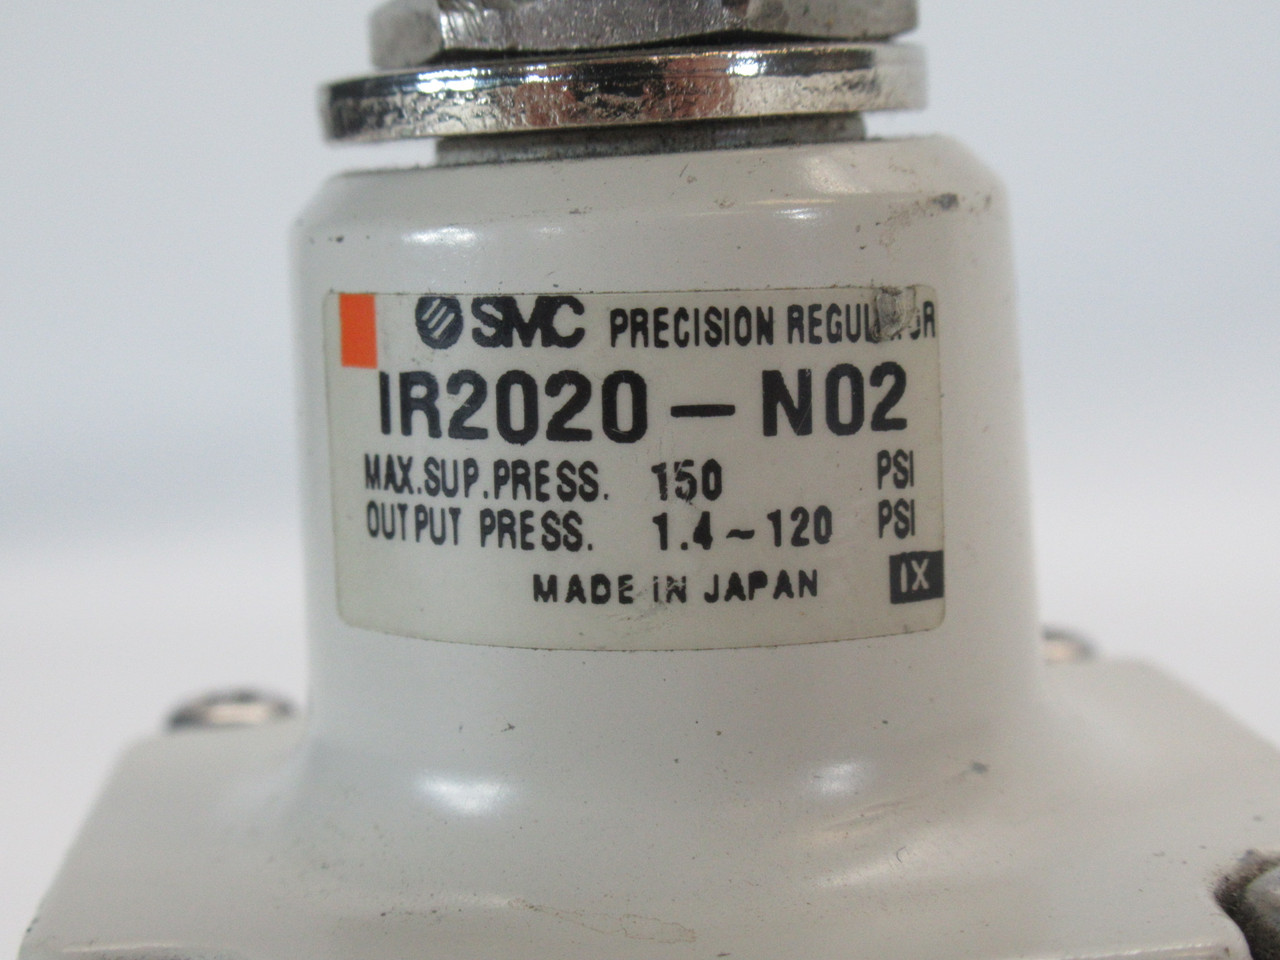 SMC PRECISION REGULATOR
IR2020-N02
MAX.SUP.PRESS. 150 PSI
OUTPUT PRESS. 1.4~120 PSI
MADE IN JAPAN IX